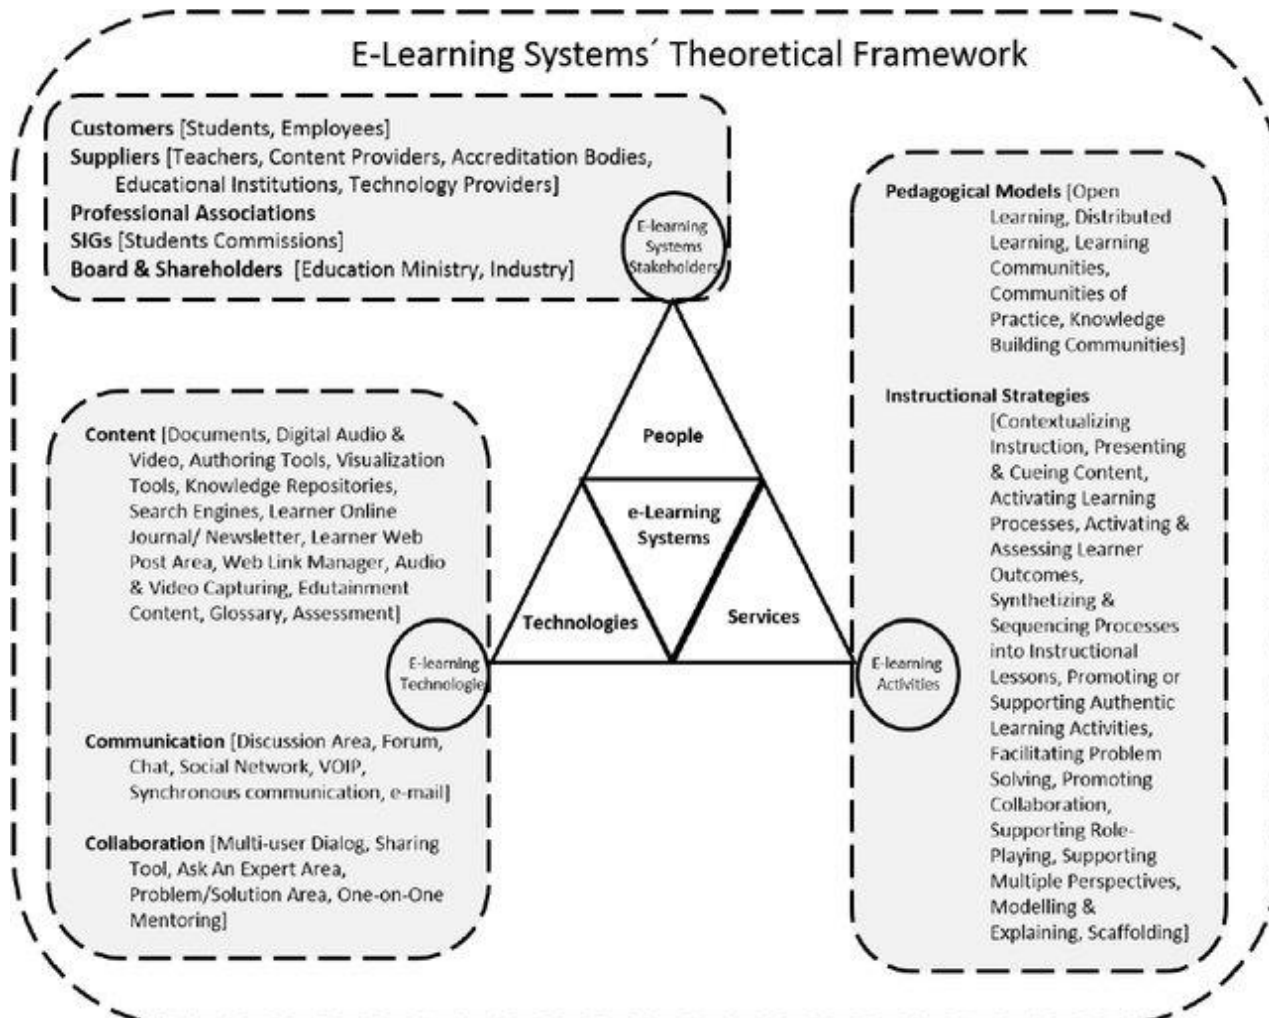 E-Learning Systems´ Theoretical Framework
Customers [Students, Employees]
Suppliers [Teachers, Content Providers, Accreditation Bodies,
Educational Institutions, Technology Providers]
Professional Associations
SIGs [Students Commissions]
Board & Shareholders [Education Ministry, Industry]
E-learning
Systems
Stakeholders
Pedagogical Models [Open
Learning, Distributed
Learning, Learning
Communities,
Communities of
Practice, Knowledge
Building Communities]
Instructional Strategies
[Contextualizing
Instruction, Presenting
& Cueing Content,
Activating Learning
Processes, Activating &
Assessing Learner
Outcomes,
Synthetizing &
Sequencing Processes
into Instructional
Lessons, Promoting or
Supporting Authentic
Learning Activities,
Facilitating Problem
Solving, Promoting
Collaboration,
Supporting Role-
Playing, Supporting
Multiple Perspectives,
Modelling &
Explaining, Scaffolding]
People
e-Learning
Systems
Technologies
Services
Content [Documents, Digital Audio &
Video, Authoring Tools, Visualization
Tools, Knowledge Repositories,
Search Engines, Learner Online
Journal/ Newsletter, Learner Web
Post Area, Web Link Manager, Audio
& Video Capturing, Edutainment
Content, Glossary, Assessment]
E-learning
Technologie
E-learning
Activities
Communication [Discussion Area, Forum,
Chat, Social Network, VOIP,
Synchronous communication, e-mail]
Collaboration [Multi-user Dialog, Sharing
Tool, Ask An Expert Area,
Problem/Solution Area, One-on-One
Mentoring]